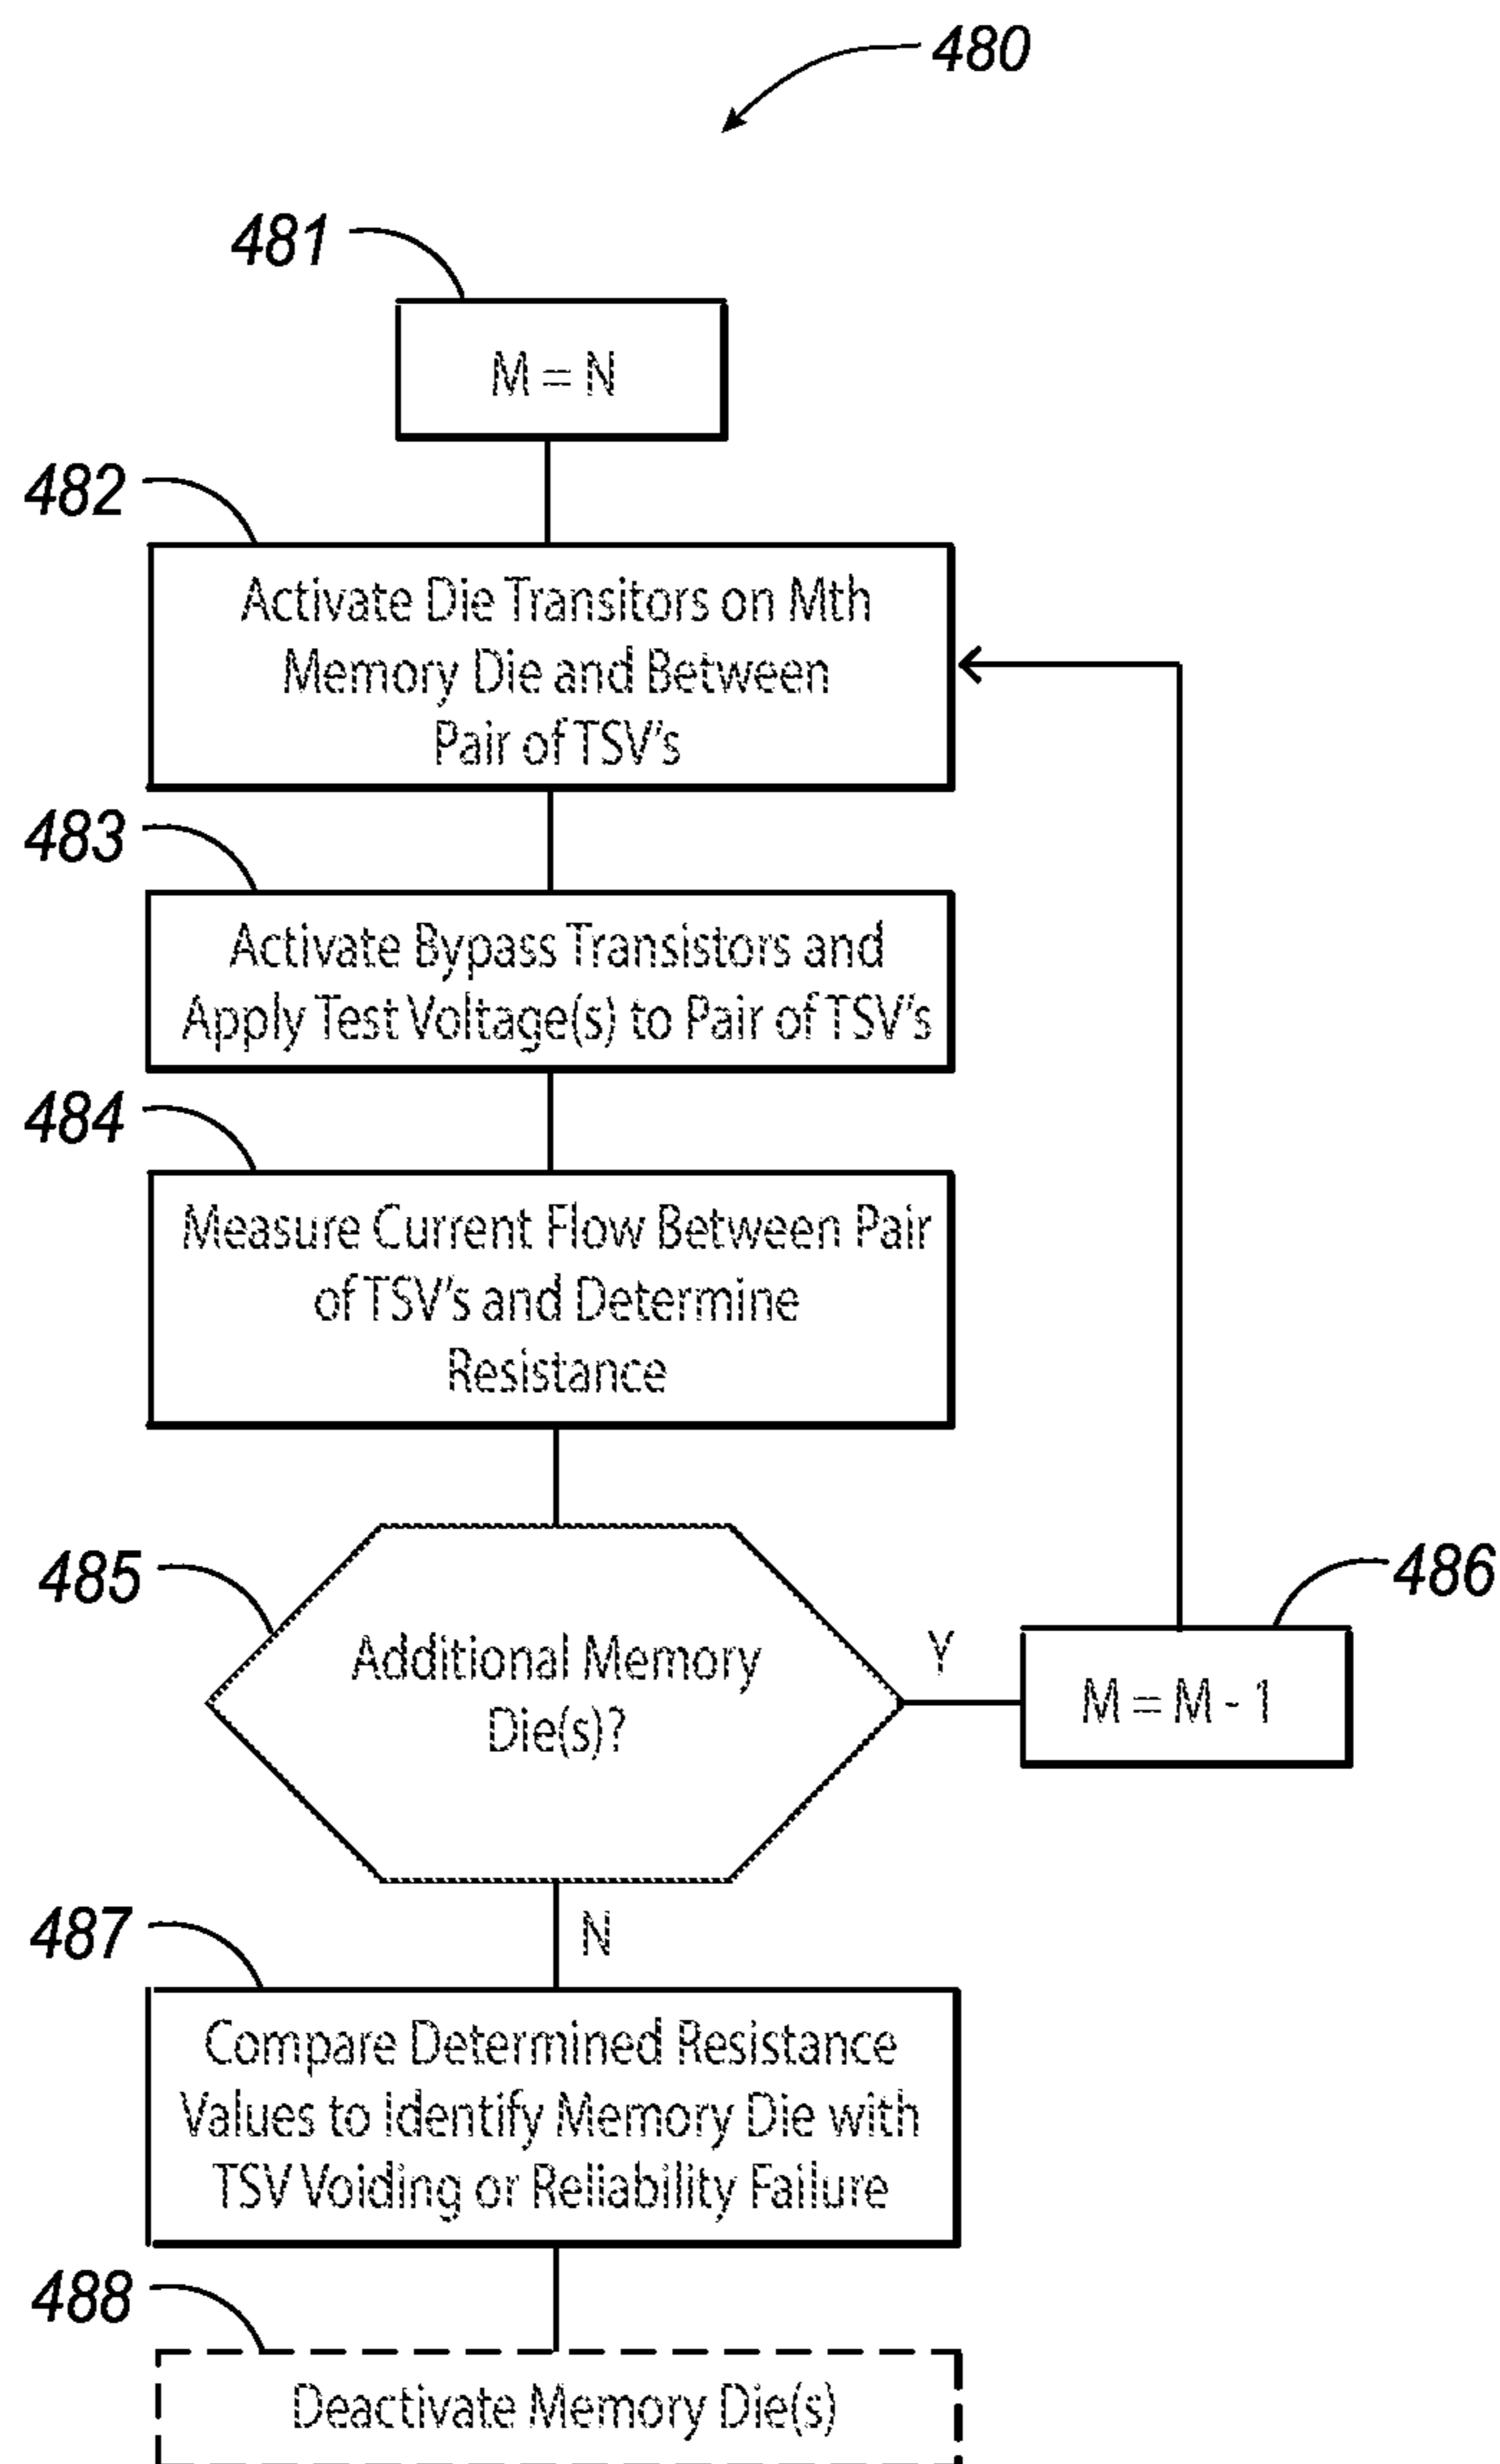 480
481
M = N
482
Activate Die Transitors on Mth
Memory Die and Between
Pair of TSV's
483
Activate Bypass Transistors and
Apply Test Voltage(s) to Pair of TSV's
484
Measure Current Flow Between Pair
of TSV's and Determine
Resistance
485
Additional Memory
Die(s)?
Y
486
M = M - 1
N
487
Compare Determined Resistance
Values to Identify Memory Die with
TSV Voiding or Reliability Failure
488
Deactivate Memory Die(s)